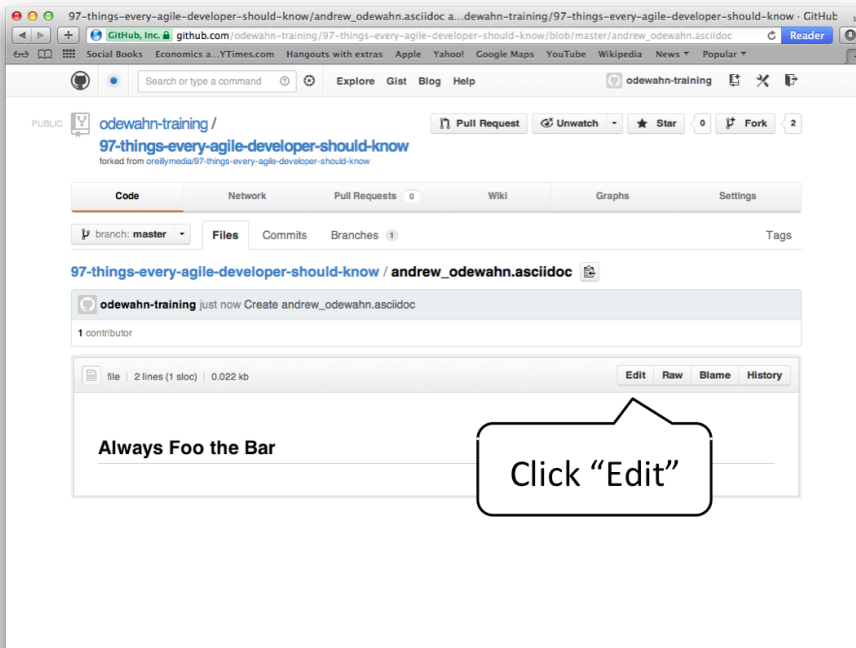 97-things-every-agile-developer-should-know/andrew_odewahn.asciidoc a...dewahn-training/97-things-every-agile-developer-should-know · GitHub
GitHub, Inc. github.com/odewahn-training/97-things-every-agile-developer-should-know/blob/master/andrew_odewahn.asciidoc Reader
Social Books Economics a...YTimes.com Hangouts with extras Apple Yahoo! Google Maps YouTube Wikipedia News Popular
Search or type a command Explore Gist Blog Help odewahn-training
PUBLIC odewahn-training / Pull Request Unwatch Star 0 Fork 2
97-things-every-agile-developer-should-know
forked from oreillymedia/97-things-every-agile-developer-should-know
Code Network Pull Requests 0 Wiki Graphs Settings
branch: master Files Commits Branches 1 Tags
97-things-every-agile-developer-should-know / andrew_odewahn.asciidoc
odewahn-training just now Create andrew_odewahn.asciidoc
1 contributor
file 2 lines (1 sloc) 0.022 kb Edit Raw Blame History
Always Foo the Bar
Click “Edit”